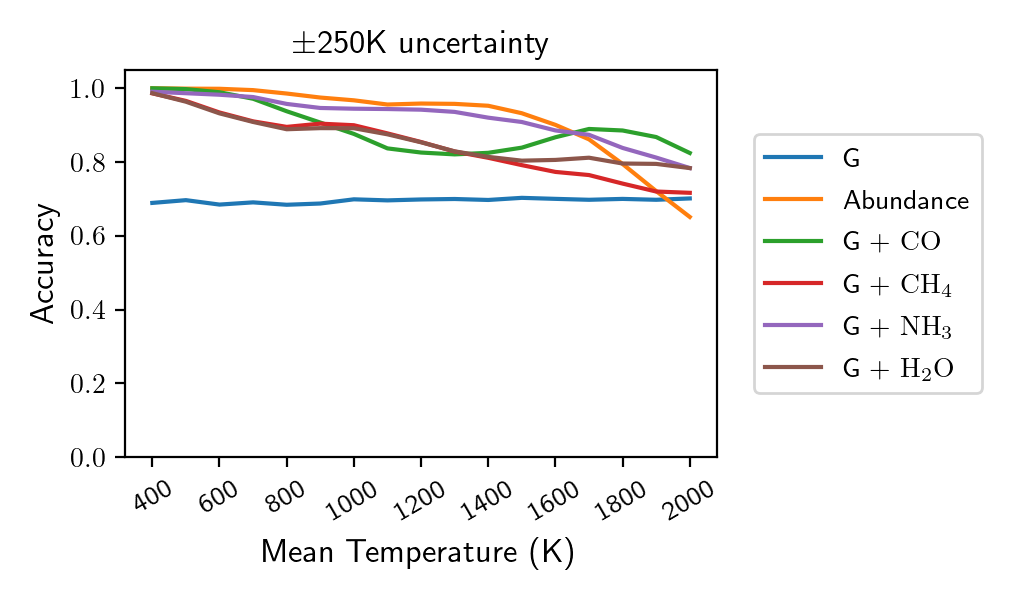 ±250K uncertainty
1.0
0.8
0.6
0.4
0.2
0.0
Accuracy
400
600
800
1000
1200
1400
1600
1800
2000
Mean Temperature (K)
G
Abundance
G + CO
G + CH₄
G + NH₃
G + H₂O